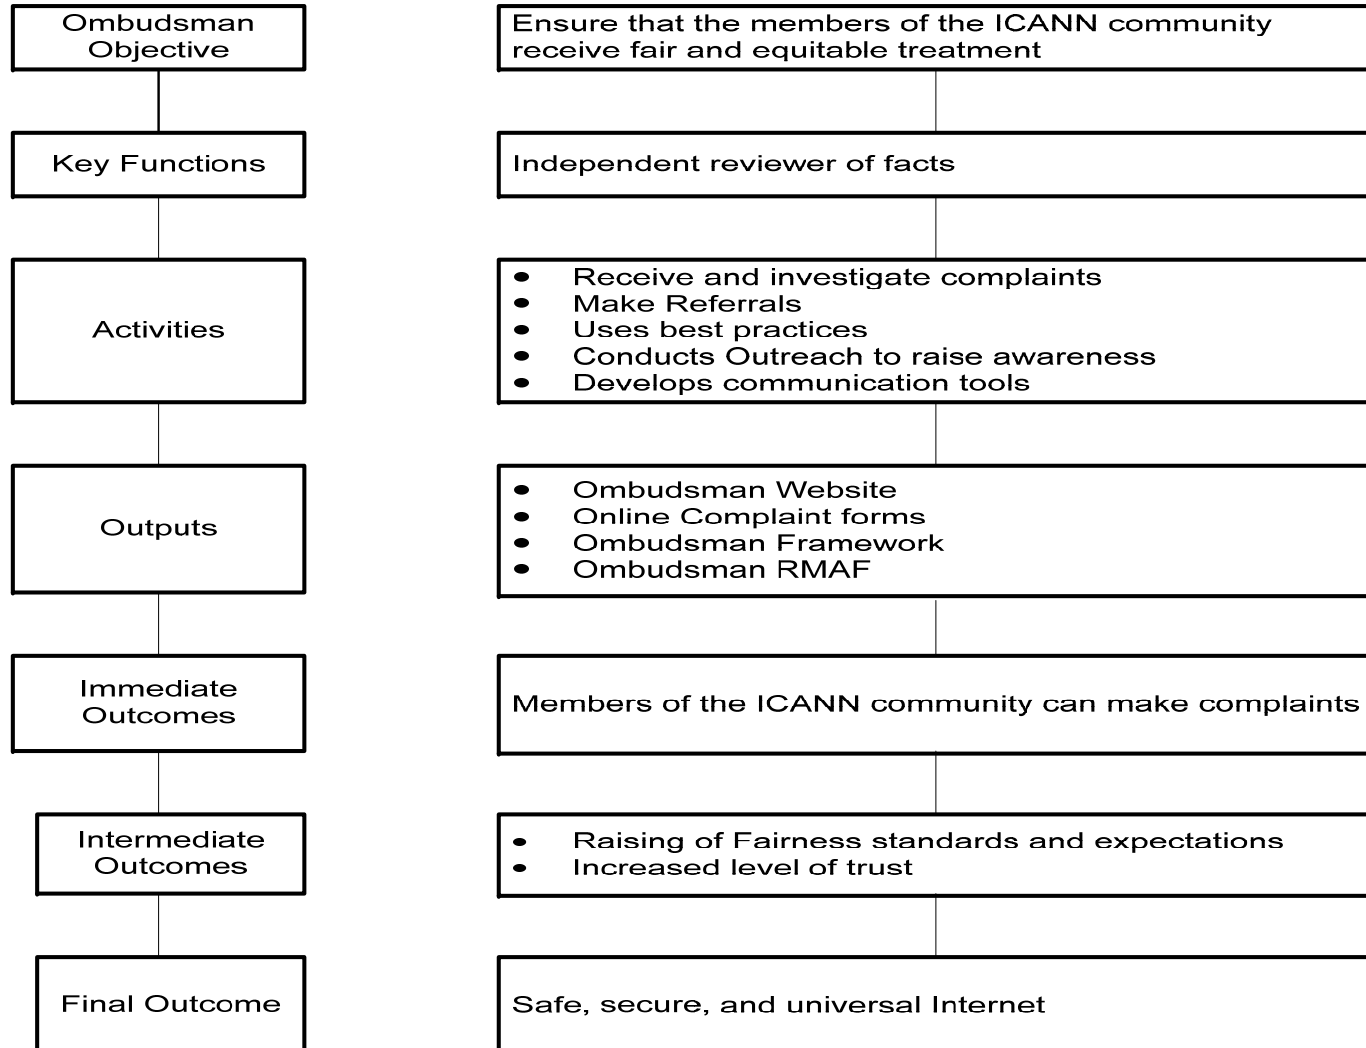 Ombudsman
Objective
Ensure that the members of the ICANN community
receive fair and equitable treatment
Key Functions
Independent reviewer of facts
Activities
• Receive and investigate complaints
• Make Referrals
• Uses best practices
• Conducts Outreach to raise awareness
• Develops communication tools
Outputs
• Ombudsman Website
• Online Complaint forms
• Ombudsman Framework
• Ombudsman RMAF
Immediate
Outcomes
Members of the ICANN community can make complaints
Intermediate
Outcomes
• Raising of Fairness standards and expectations
• Increased level of trust
Final Outcome
Safe, secure, and universal Internet